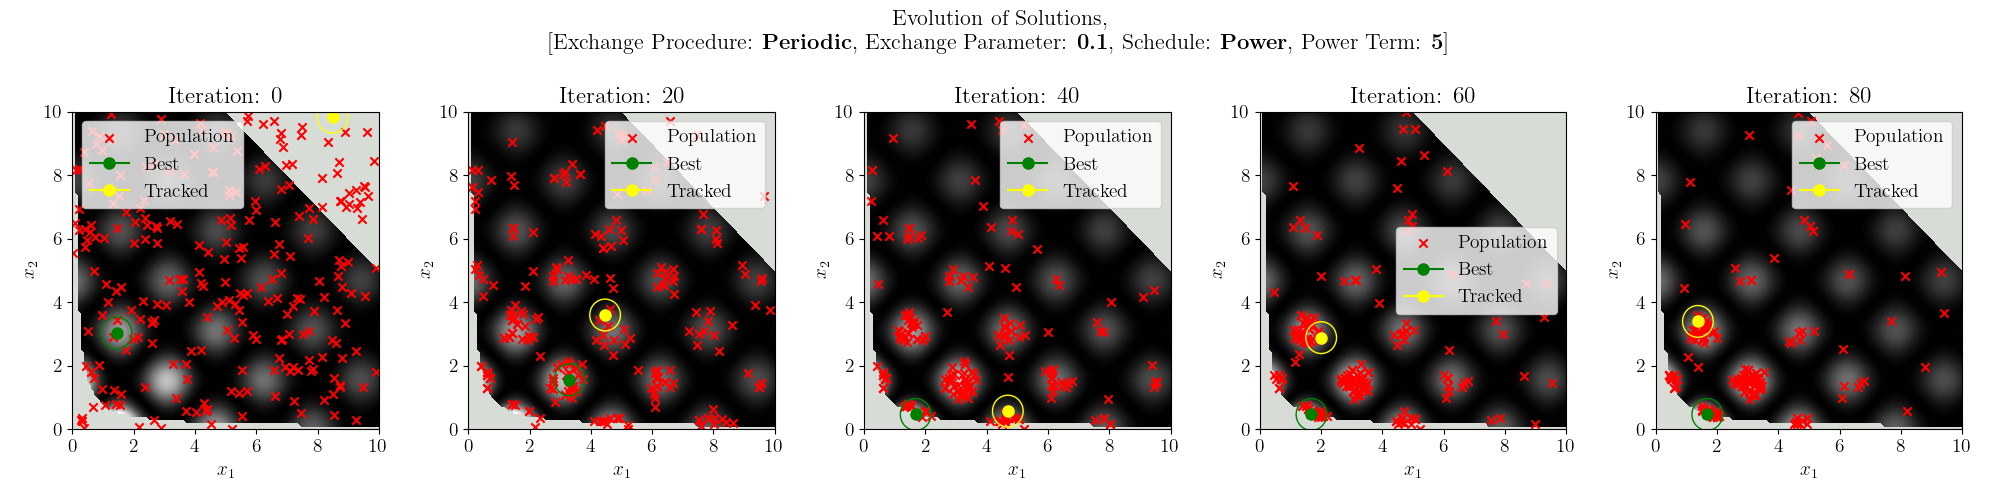 Evolution of Solutions,
[Exchange Procedure: Periodic, Exchange Parameter: 0.1, Schedule: Power, Power Term: 5]
Iteration: 0
Population
Best
Tracked
10
8
6
4
2
0
x2
0 2 4 6 8 10
x1
Iteration: 20
Population
Best
Tracked
10
8
6
4
2
0
x2
0 2 4 6 8 10
x1
Iteration: 40
Population
Best
Tracked
10
8
6
4
2
0
x2
0 2 4 6 8 10
x1
Iteration: 60
Population
Best
Tracked
10
8
6
4
2
0
x2
0 2 4 6 8 10
x1
Iteration: 80
Population
Best
Tracked
10
8
6
4
2
0
x2
0 2 4 6 8 10
x1